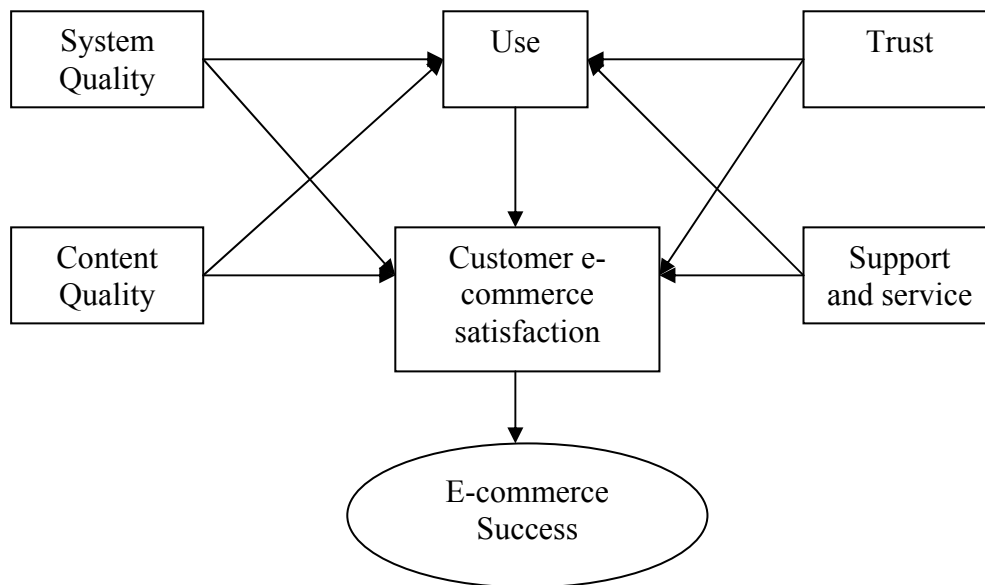 System
Quality
Use
Trust
Content
Quality
Customer e-
commerce
satisfaction
Support
and service
E-commerce
Success